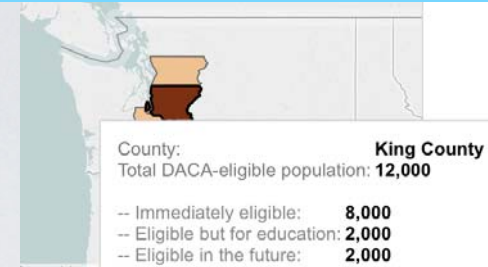 County: King County
Total DACA-eligible population: 12,000
-- Immediately eligible: 8,000
-- Eligible but for education: 2,000
-- Eligible in the future: 2,000